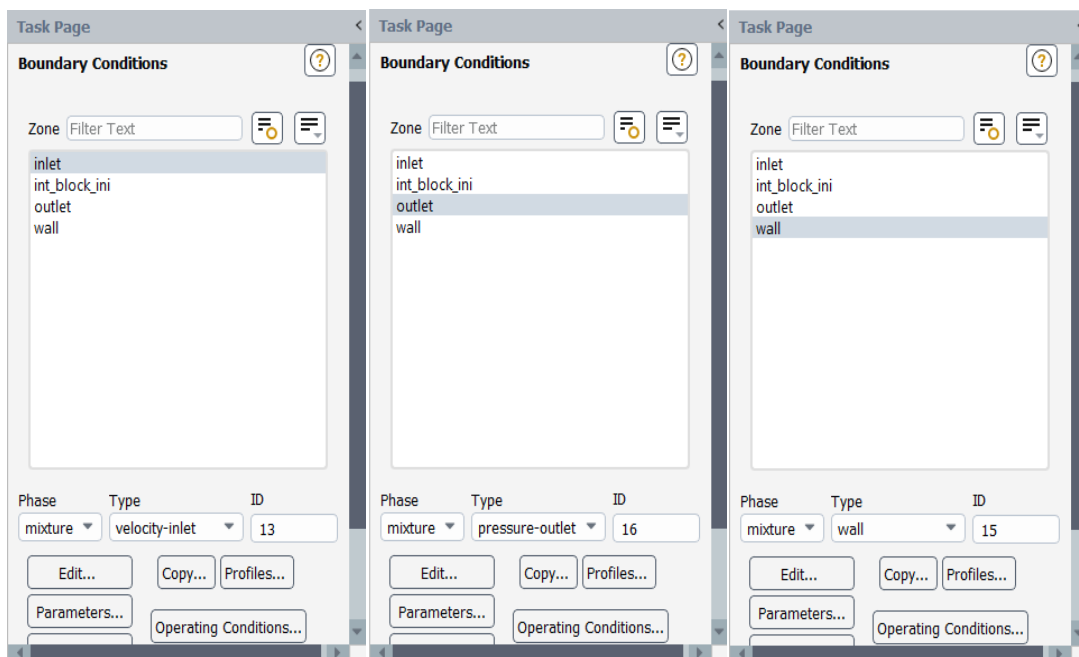 Task Page
Boundary Conditions
?
Zone Filter Text
inlet
int_block_ini
outlet
wall
Phase Type ID
mixture velocity-inlet 13
Edit... Copy... Profiles...
Parameters...
Operating Conditions...
Task Page
Boundary Conditions
?
Zone Filter Text
inlet
int_block_ini
outlet
wall
Phase Type ID
mixture pressure-outlet 16
Edit... Copy... Profiles...
Parameters...
Operating Conditions...
Task Page
Boundary Conditions
?
Zone Filter Text
inlet
int_block_ini
outlet
wall
Phase Type ID
mixture wall 15
Edit... Copy... Profiles...
Parameters...
Operating Conditions...